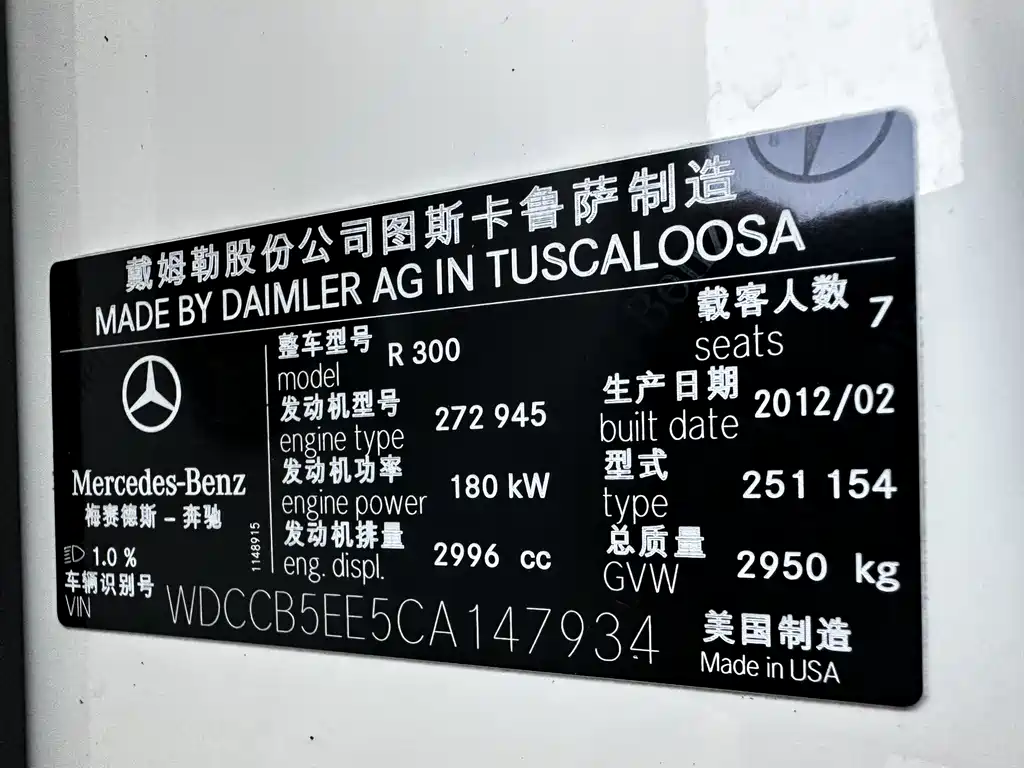 戴姆勒股份公司图斯卡鲁萨制造
MADE BY DAIMLER AG IN TUSCALOOSA
整车型号 R 300
model
载客人数 7
seats
发动机型号 272 945
engine type
生产日期 2012/02
built date
发动机功率 180 kW
engine power
型式 251 154
type
发动机排量 2996 cc
eng. displ.
总质量 2950 kg
GVW
Mercedes-Benz
梅赛德斯-奔驰
1.0 %
1148915
车辆识别号
VIN WDCCB5EE5CA147934
美国制造
Made in USA